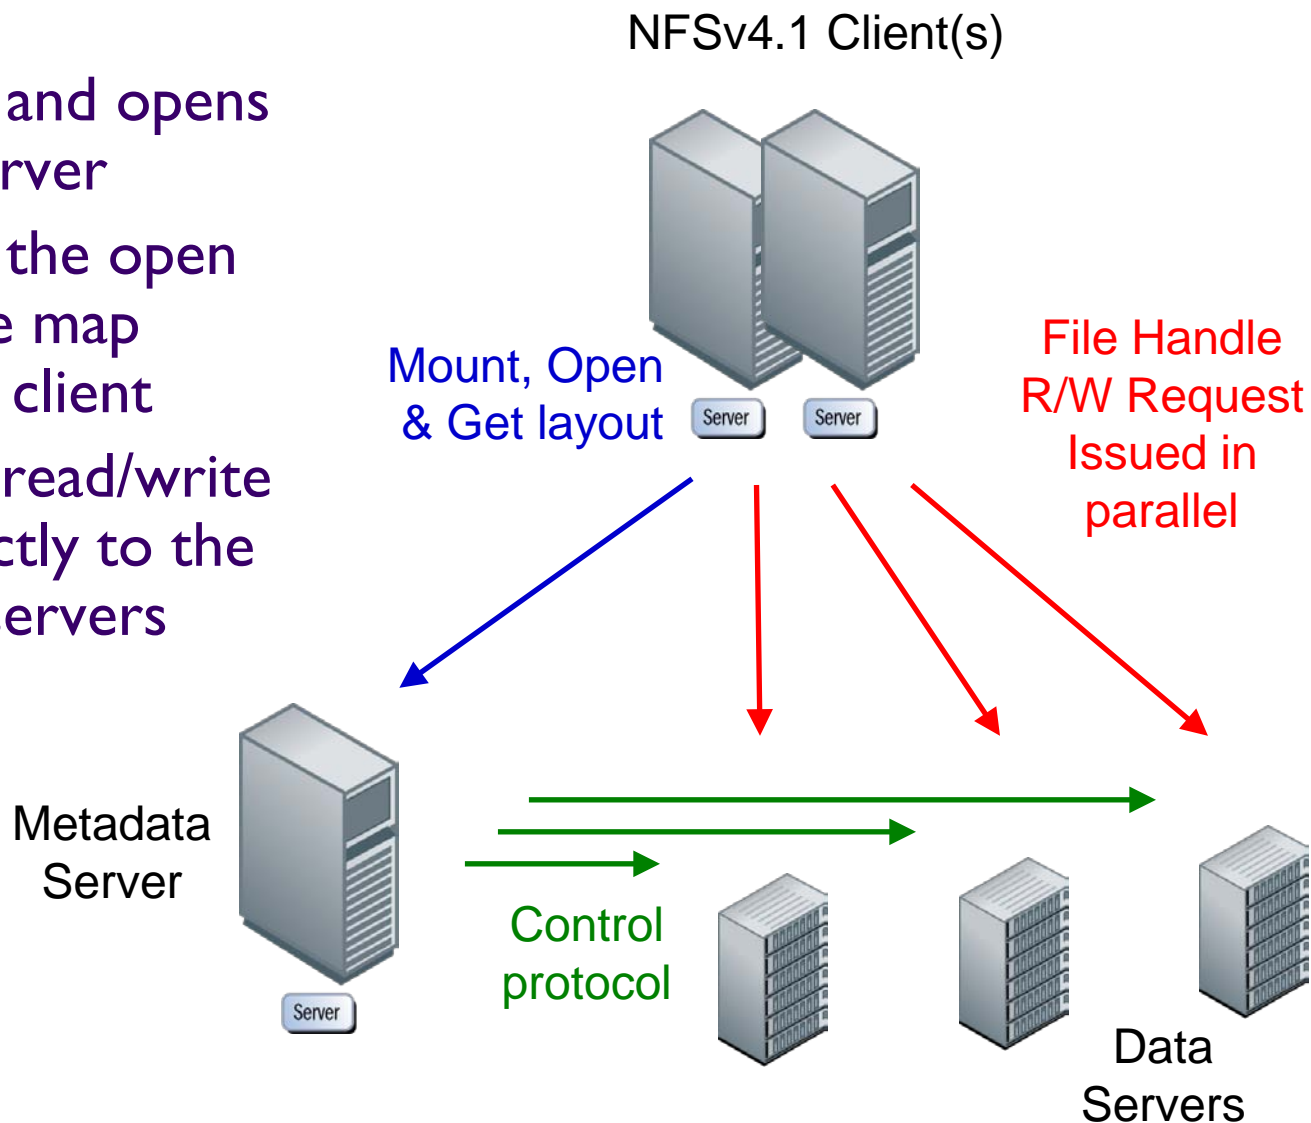 NFSv4.1 Client(s)
and opens
rver
the open
e map
client
read/write
ctly to the
servers
Mount, Open
& Get layout
Server
Server
File Handle
R/W Request
Issued in
parallel
Metadata
Server
Server
Control
protocol
Data
Servers